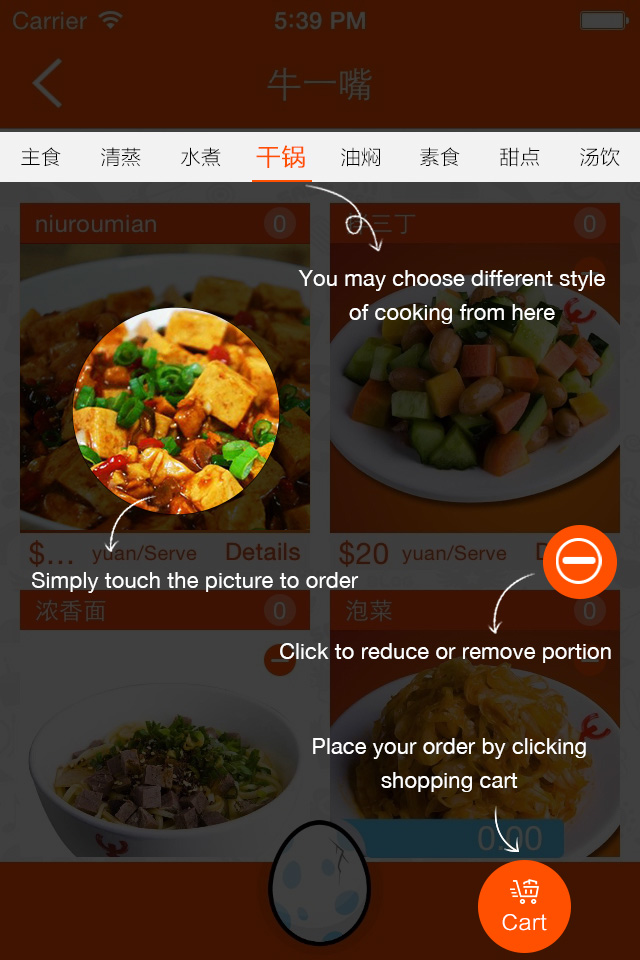 Carrier
5:39 PM
牛一嘴
主食 清蒸 水煮 干锅 油焖 素食 甜点 汤饮
niuroumian 0
三丁 0
You may choose different style
of cooking from here
$... yuan/Serve Details
$20 yuan/Serve
Simply touch the picture to order
浓香面 0
泡菜 0
Click to reduce or remove portion
Place your order by clicking
shopping cart
0.00
Cart